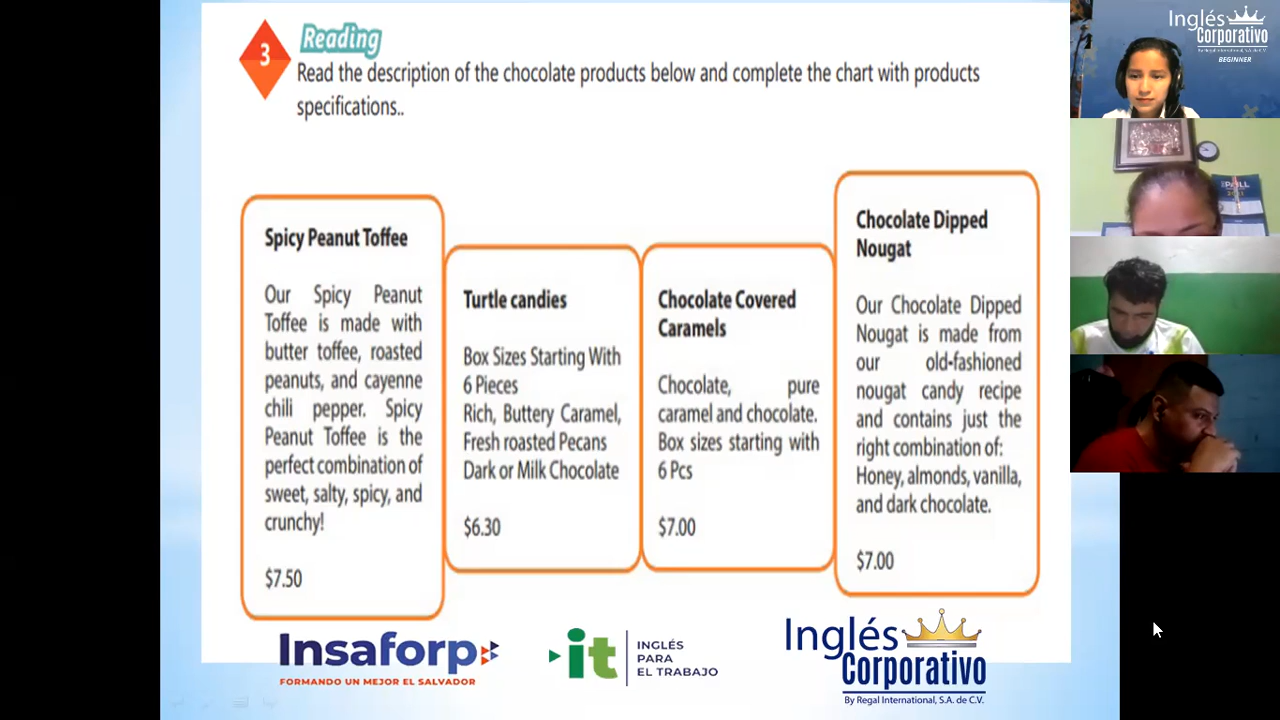 3
Reading
Read the description of the chocolate products below and complete the chart with products
specifications..
Spicy Peanut Toffee
Our Spicy Peanut
Toffee is made with
butter toffee, roasted
peanuts, and cayenne
chili pepper. Spicy
Peanut Toffee is the
perfect combination of
sweet, salty, spicy, and
crunchy!
$7.50
Turtle candies
Box Sizes Starting With
6 Pieces
Rich, Buttery Caramel,
Fresh roasted Pecans
Dark or Milk Chocolate
$6.30
Chocolate Covered
Caramels
Chocolate, pure
caramel and chocolate.
Box sizes starting with
6 Pcs
$7.00
Chocolate Dipped
Nougat
Our Chocolate Dipped
Nougat is made from
our old-fashioned
nougat candy recipe
and contains just the
right combination of:
Honey, almonds, vanilla,
and dark chocolate.
$7.00
Insaforp
FORMANDO UN MEJOR EL SALVADOR
it
INGLÉS
PARA
EL TRABAJO
Inglés
Corporativo
By Regal International, S.A. de C.V.
Inglés
Corporativo
By Regal International, S.A. de C.V.
BEGINNER